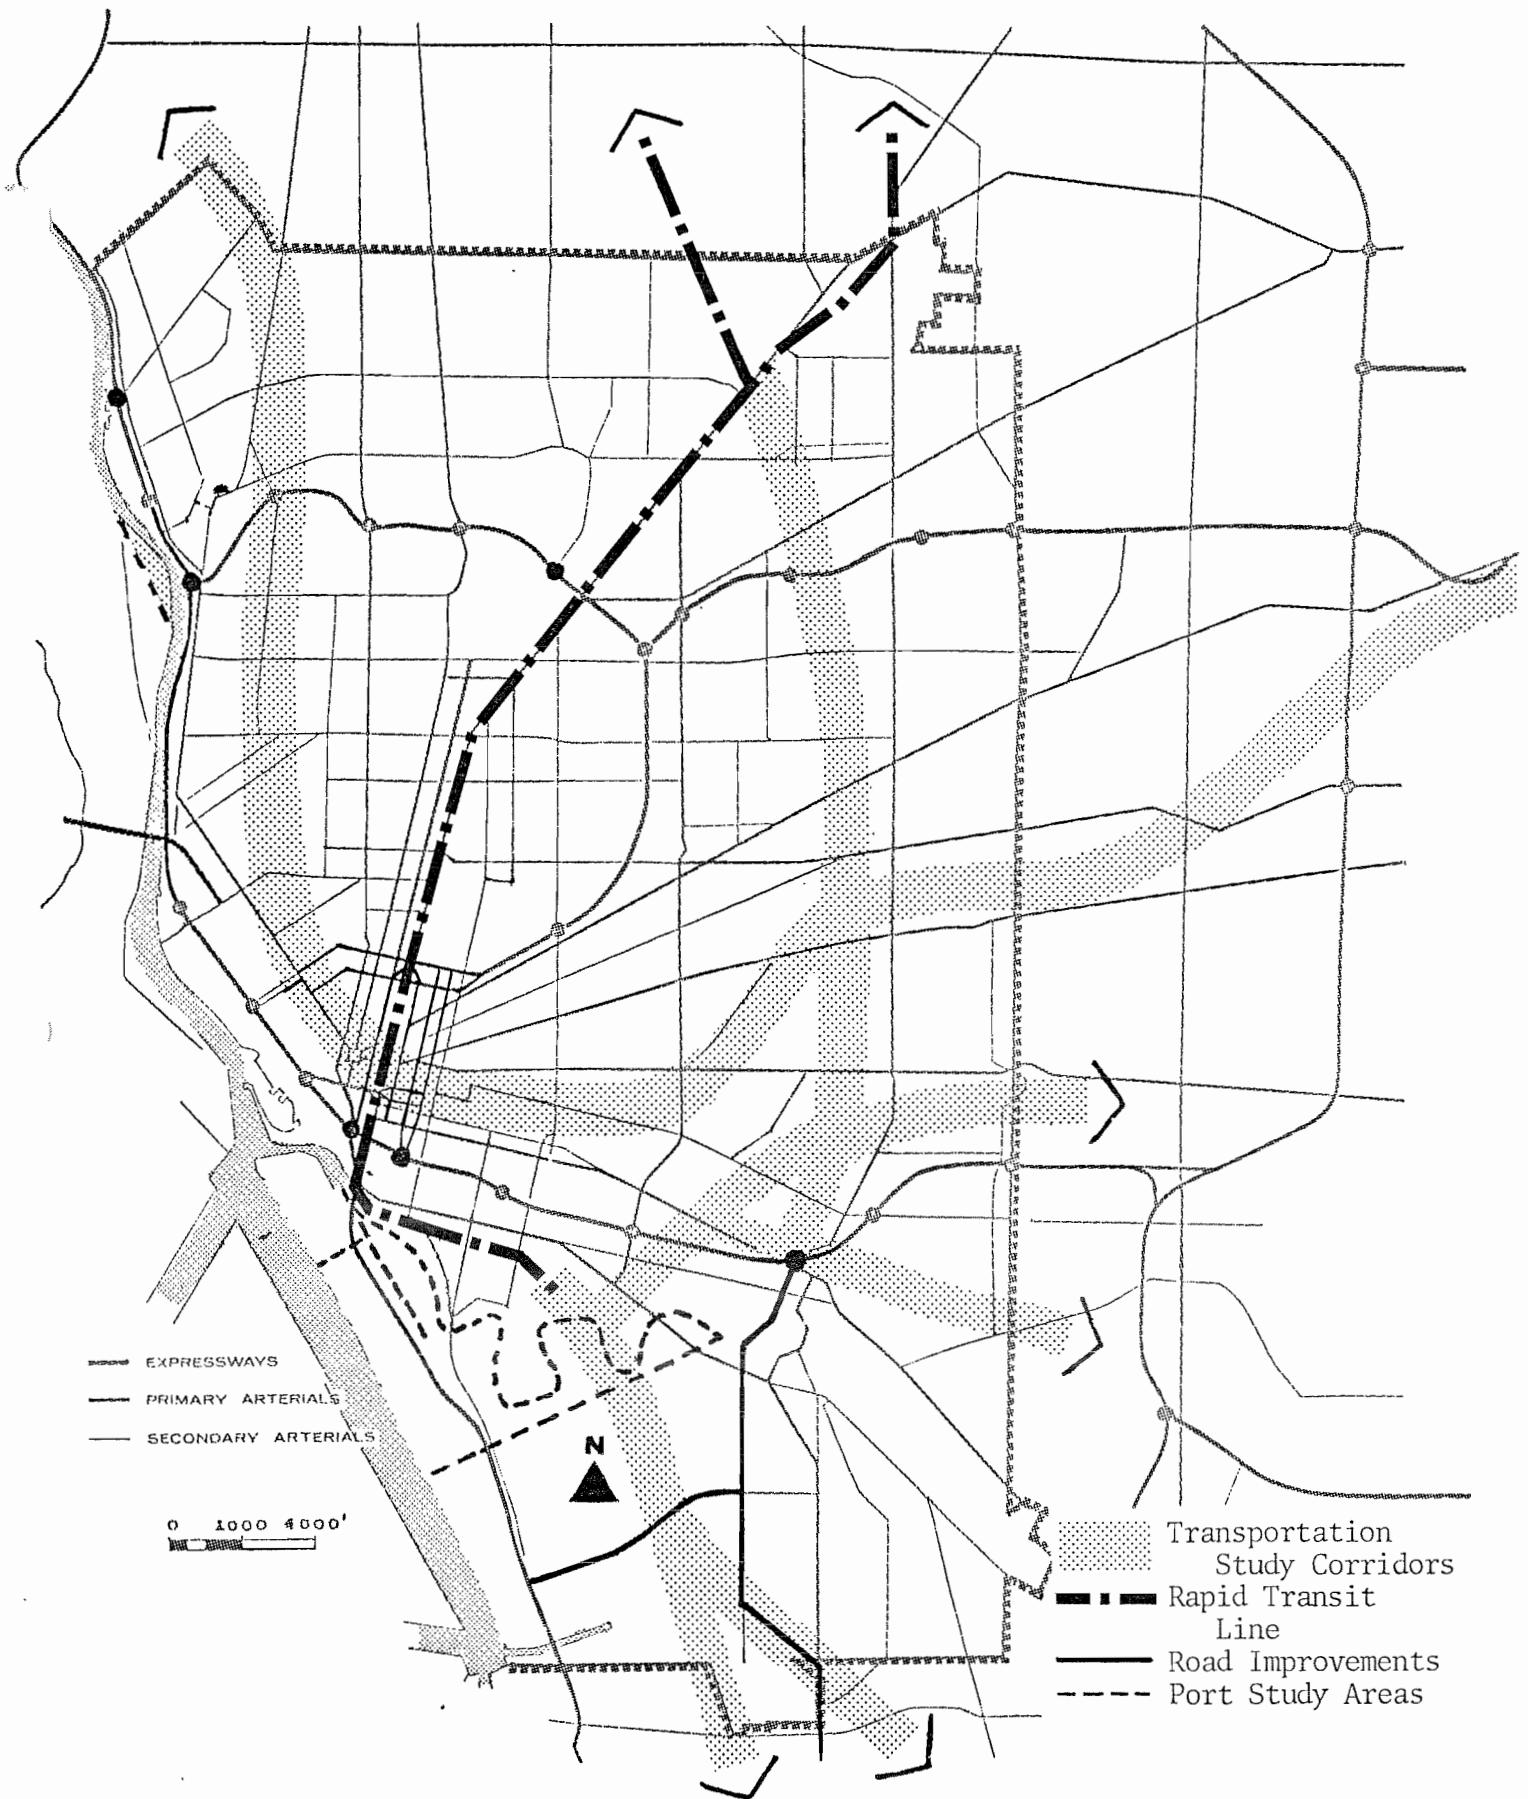 EXPRESSWAYS
PRIMARY ARTERIALS
SECONDARY ARTERIALS
N
0 1000 4000'
Transportation
Study Corridors
Rapid Transit
Line
Road Improvements
Port Study Areas